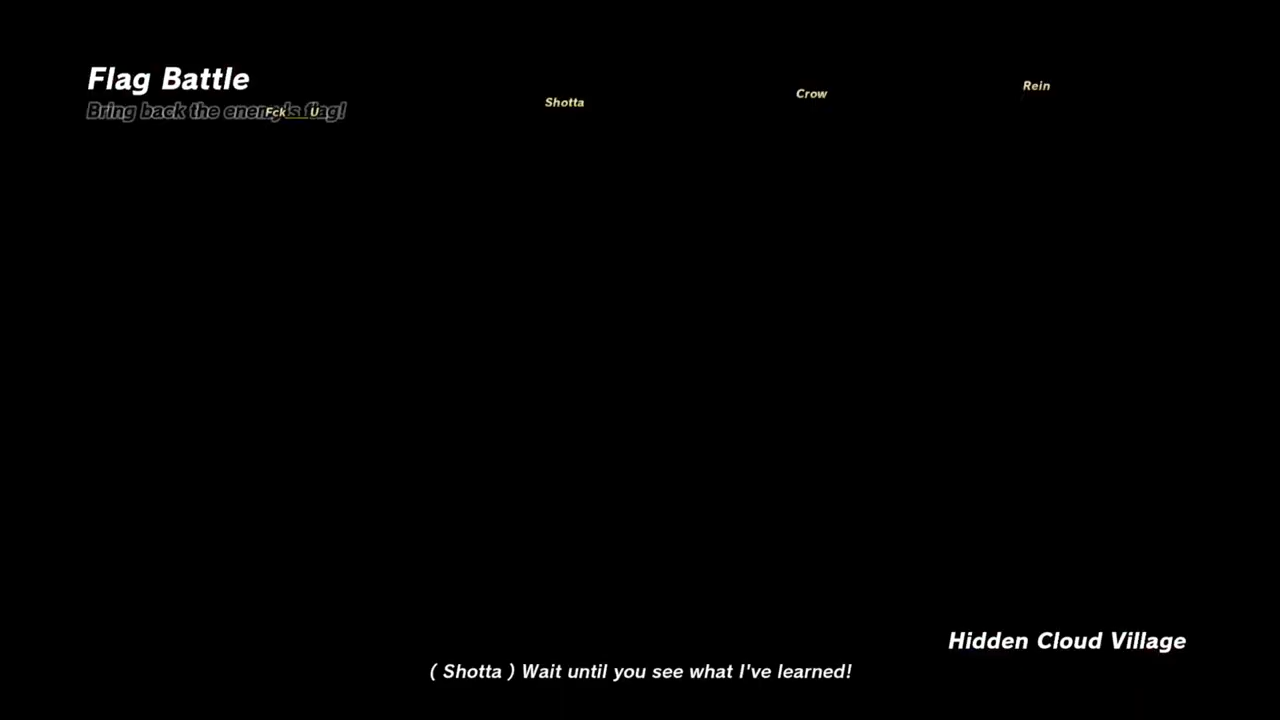 Flag Battle
Bring back the enemy's flag!
Fck___U
Shotta
Crow
Rein
Hidden Cloud Village
( Shotta ) Wait until you see what I've learned!